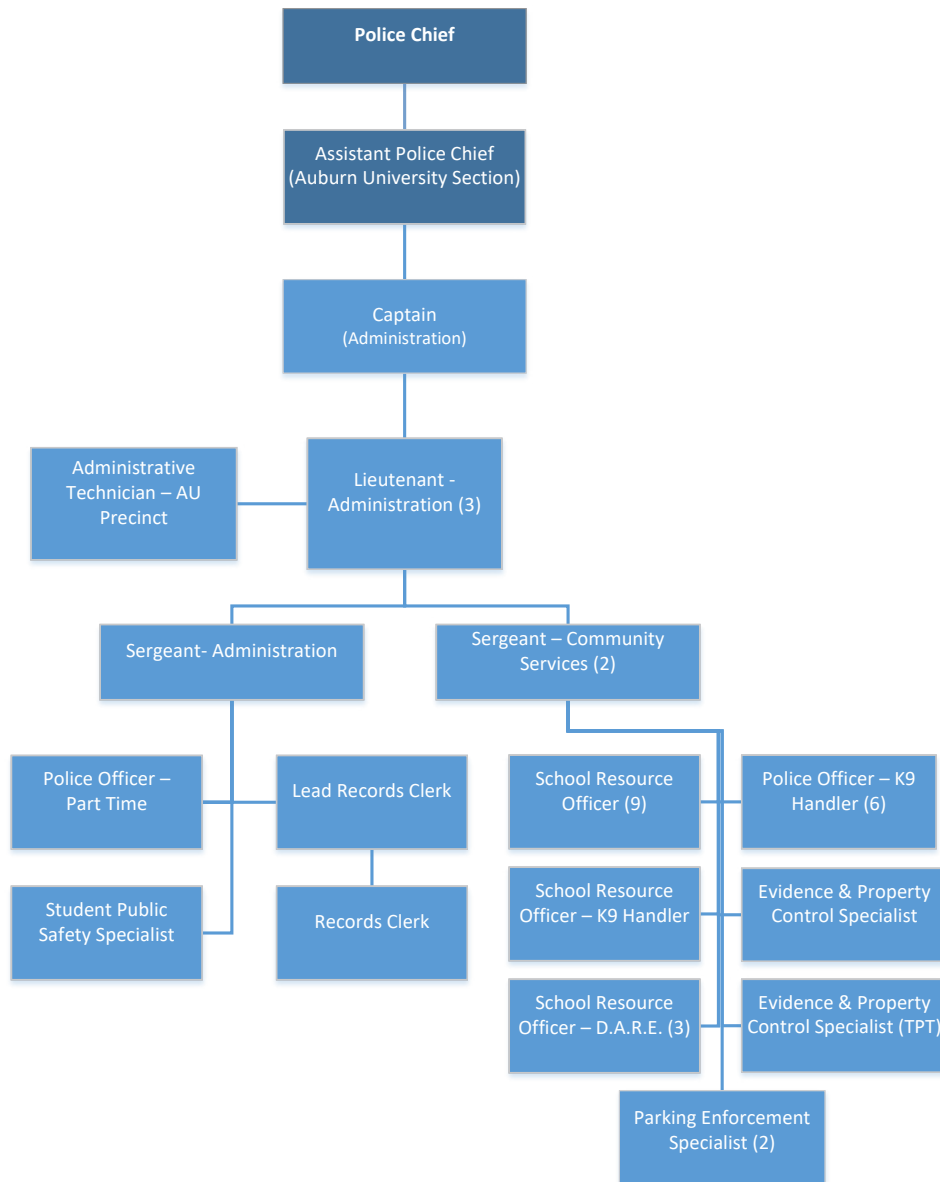 Police Chief
Assistant Police Chief
(Auburn University Section)
Captain
(Administration)
Administrative
Technician – AU
Precinct
Lieutenant -
Administration (3)
Sergeant- Administration
Sergeant – Community
Services (2)
Police Officer –
Part Time
Lead Records Clerk
Student Public
Safety Specialist
Records Clerk
School Resource
Officer (9)
Police Officer – K9
Handler (6)
School Resource
Officer – K9 Handler
Evidence & Property
Control Specialist
School Resource
Officer – D.A.R.E. (3)
Evidence & Property
Control Specialist (TPT)
Parking Enforcement
Specialist (2)